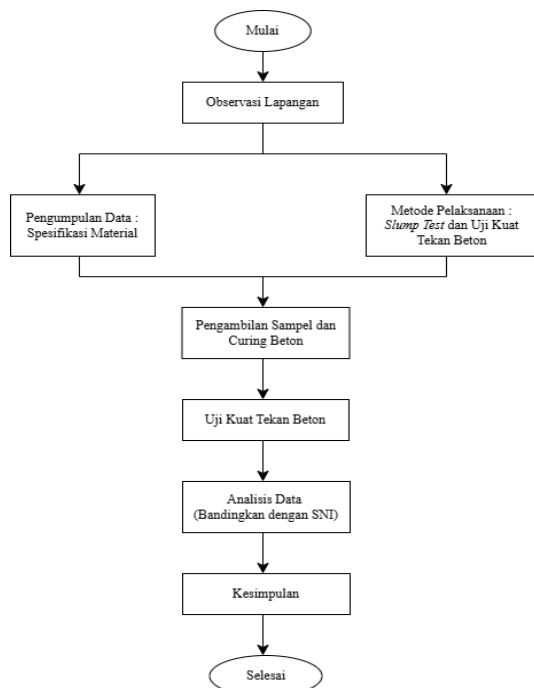 Mulai
Observasi Lapangan
Pengumpulan Data :
Spesifikasi Material
Metode Pelaksanaan :
Slump Test dan Uji Kuat
Tekan Beton
Pengambilan Sampel dan
Curing Beton
Uji Kuat Tekan Beton
Analisis Data
(Bandingkan dengan SNI)
Kesimpulan
Selesai